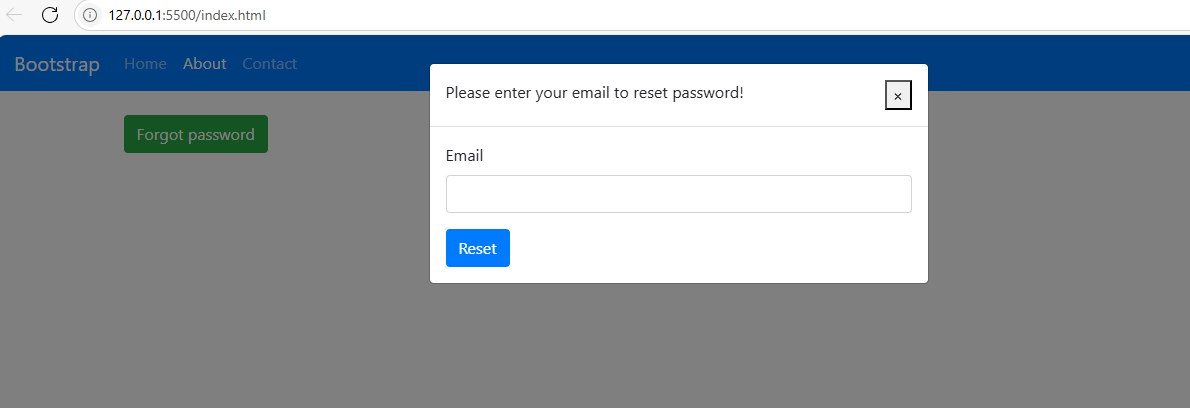 127.0.0.1:5500/index.html
Bootstrap Home About Contact
Please enter your email to reset password! ×
Forgot password
Email
Reset